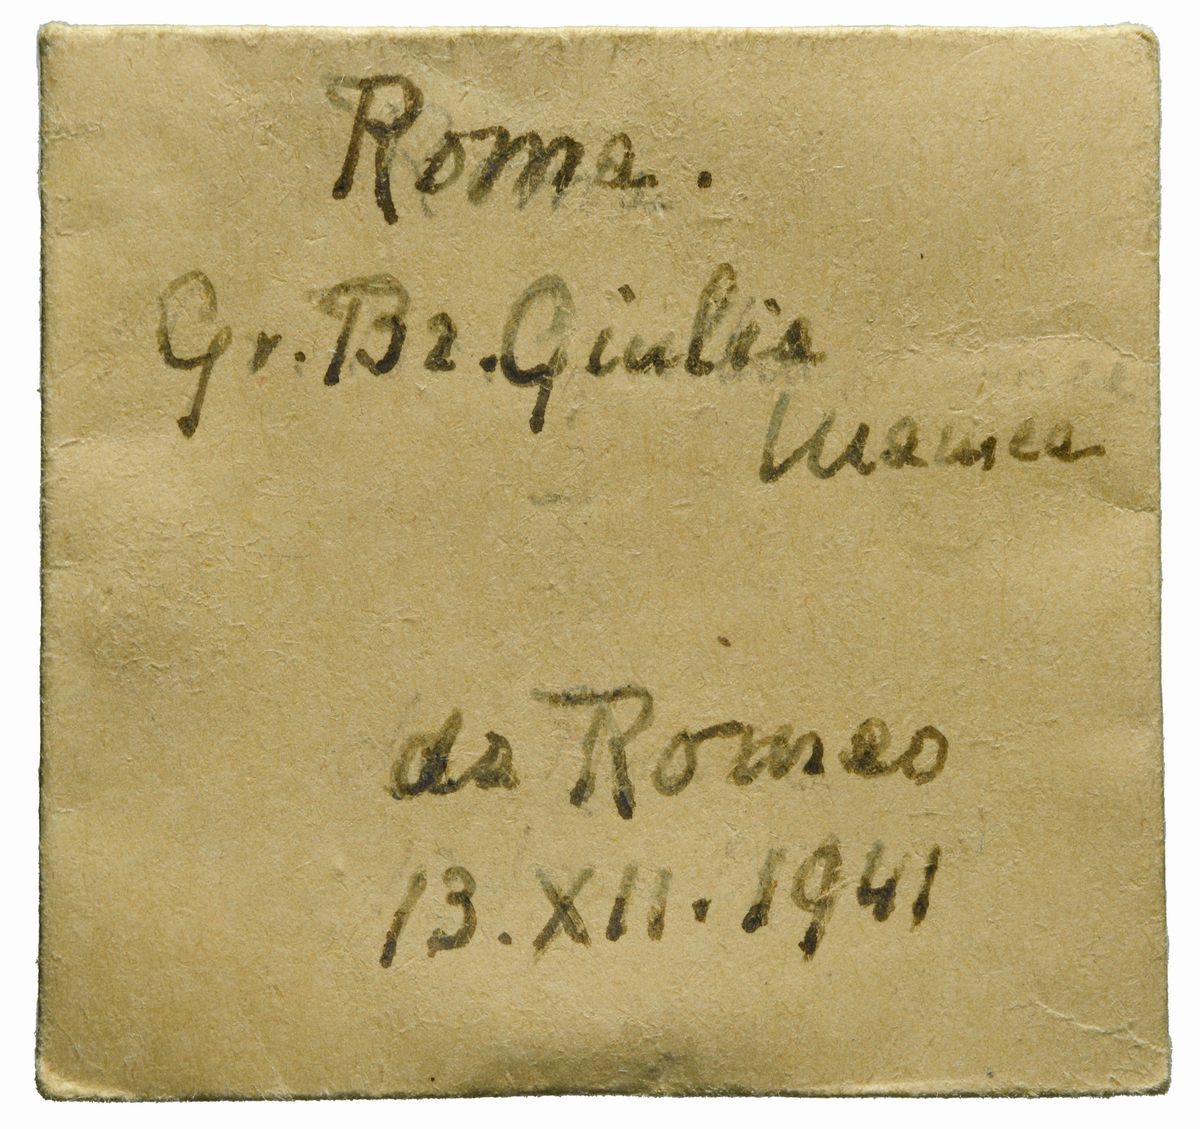 Roma.
Gr. Br. Giulia
Mamea
da Romeo
13.XII.1941